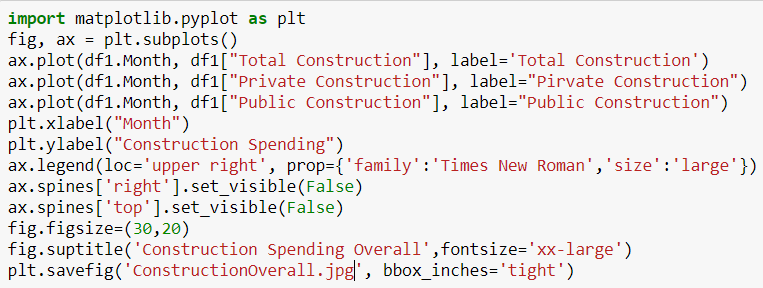 import matplotlib.pyplot as plt
fig, ax = plt.subplots()
ax.plot(df1.Month, df1["Total Construction"], label='Total Construction')
ax.plot(df1.Month, df1["Private Construction"], label="Pirvate Construction")
ax.plot(df1.Month, df1["Public Construction"], label="Public Construction")
plt.xlabel("Month")
plt.ylabel("Construction Spending")
ax.legend(loc='upper right', prop={'family':'Times New Roman','size':'large'})
ax.spines['right'].set_visible(False)
ax.spines['top'].set_visible(False)
fig.figsize=(30,20)
fig.suptitle('Construction Spending Overall',fontsize='xx-large')
plt.savefig('ConstructionOverall.jpg', bbox_inches='tight')